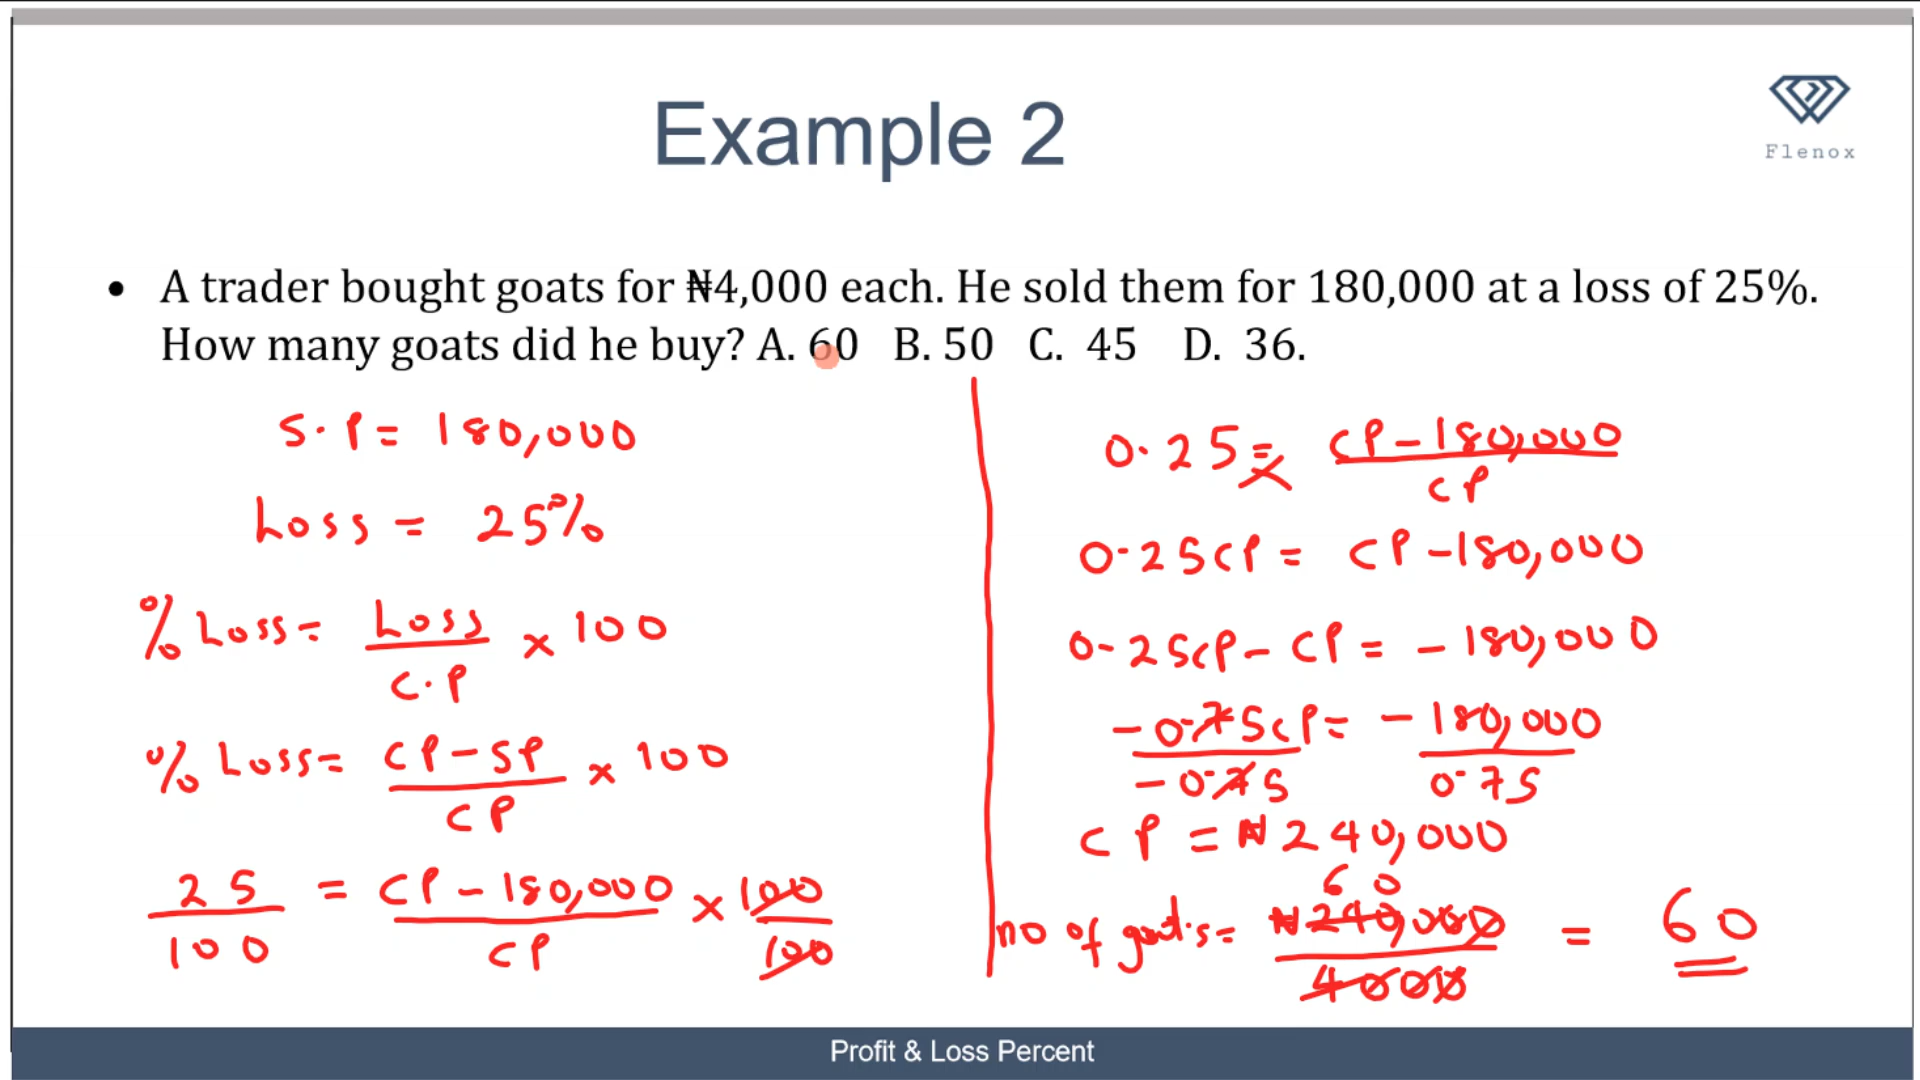 Example 2
Flenox
• A trader bought goats for ₦4,000 each. He sold them for 180,000 at a loss of 25%.
How many goats did he buy? A. 60 B. 50 C. 45 D. 36.
S.P = 180,000
Loss = 25%
% Loss = Loss / C.P × 100
% Loss = CP - SP / CP × 100
25 / 100 = CP - 180,000 / CP × 100 / 100
0.25 = CP - 180,000 / CP
0.25CP = CP - 180,000
0.25CP - CP = - 180,000
- 0.75CP = - 180,000
- 0.75 0.75
CP = ₦240,000
60
no of goats = ₦240,000 / 4000 = 60
Profit & Loss Percent